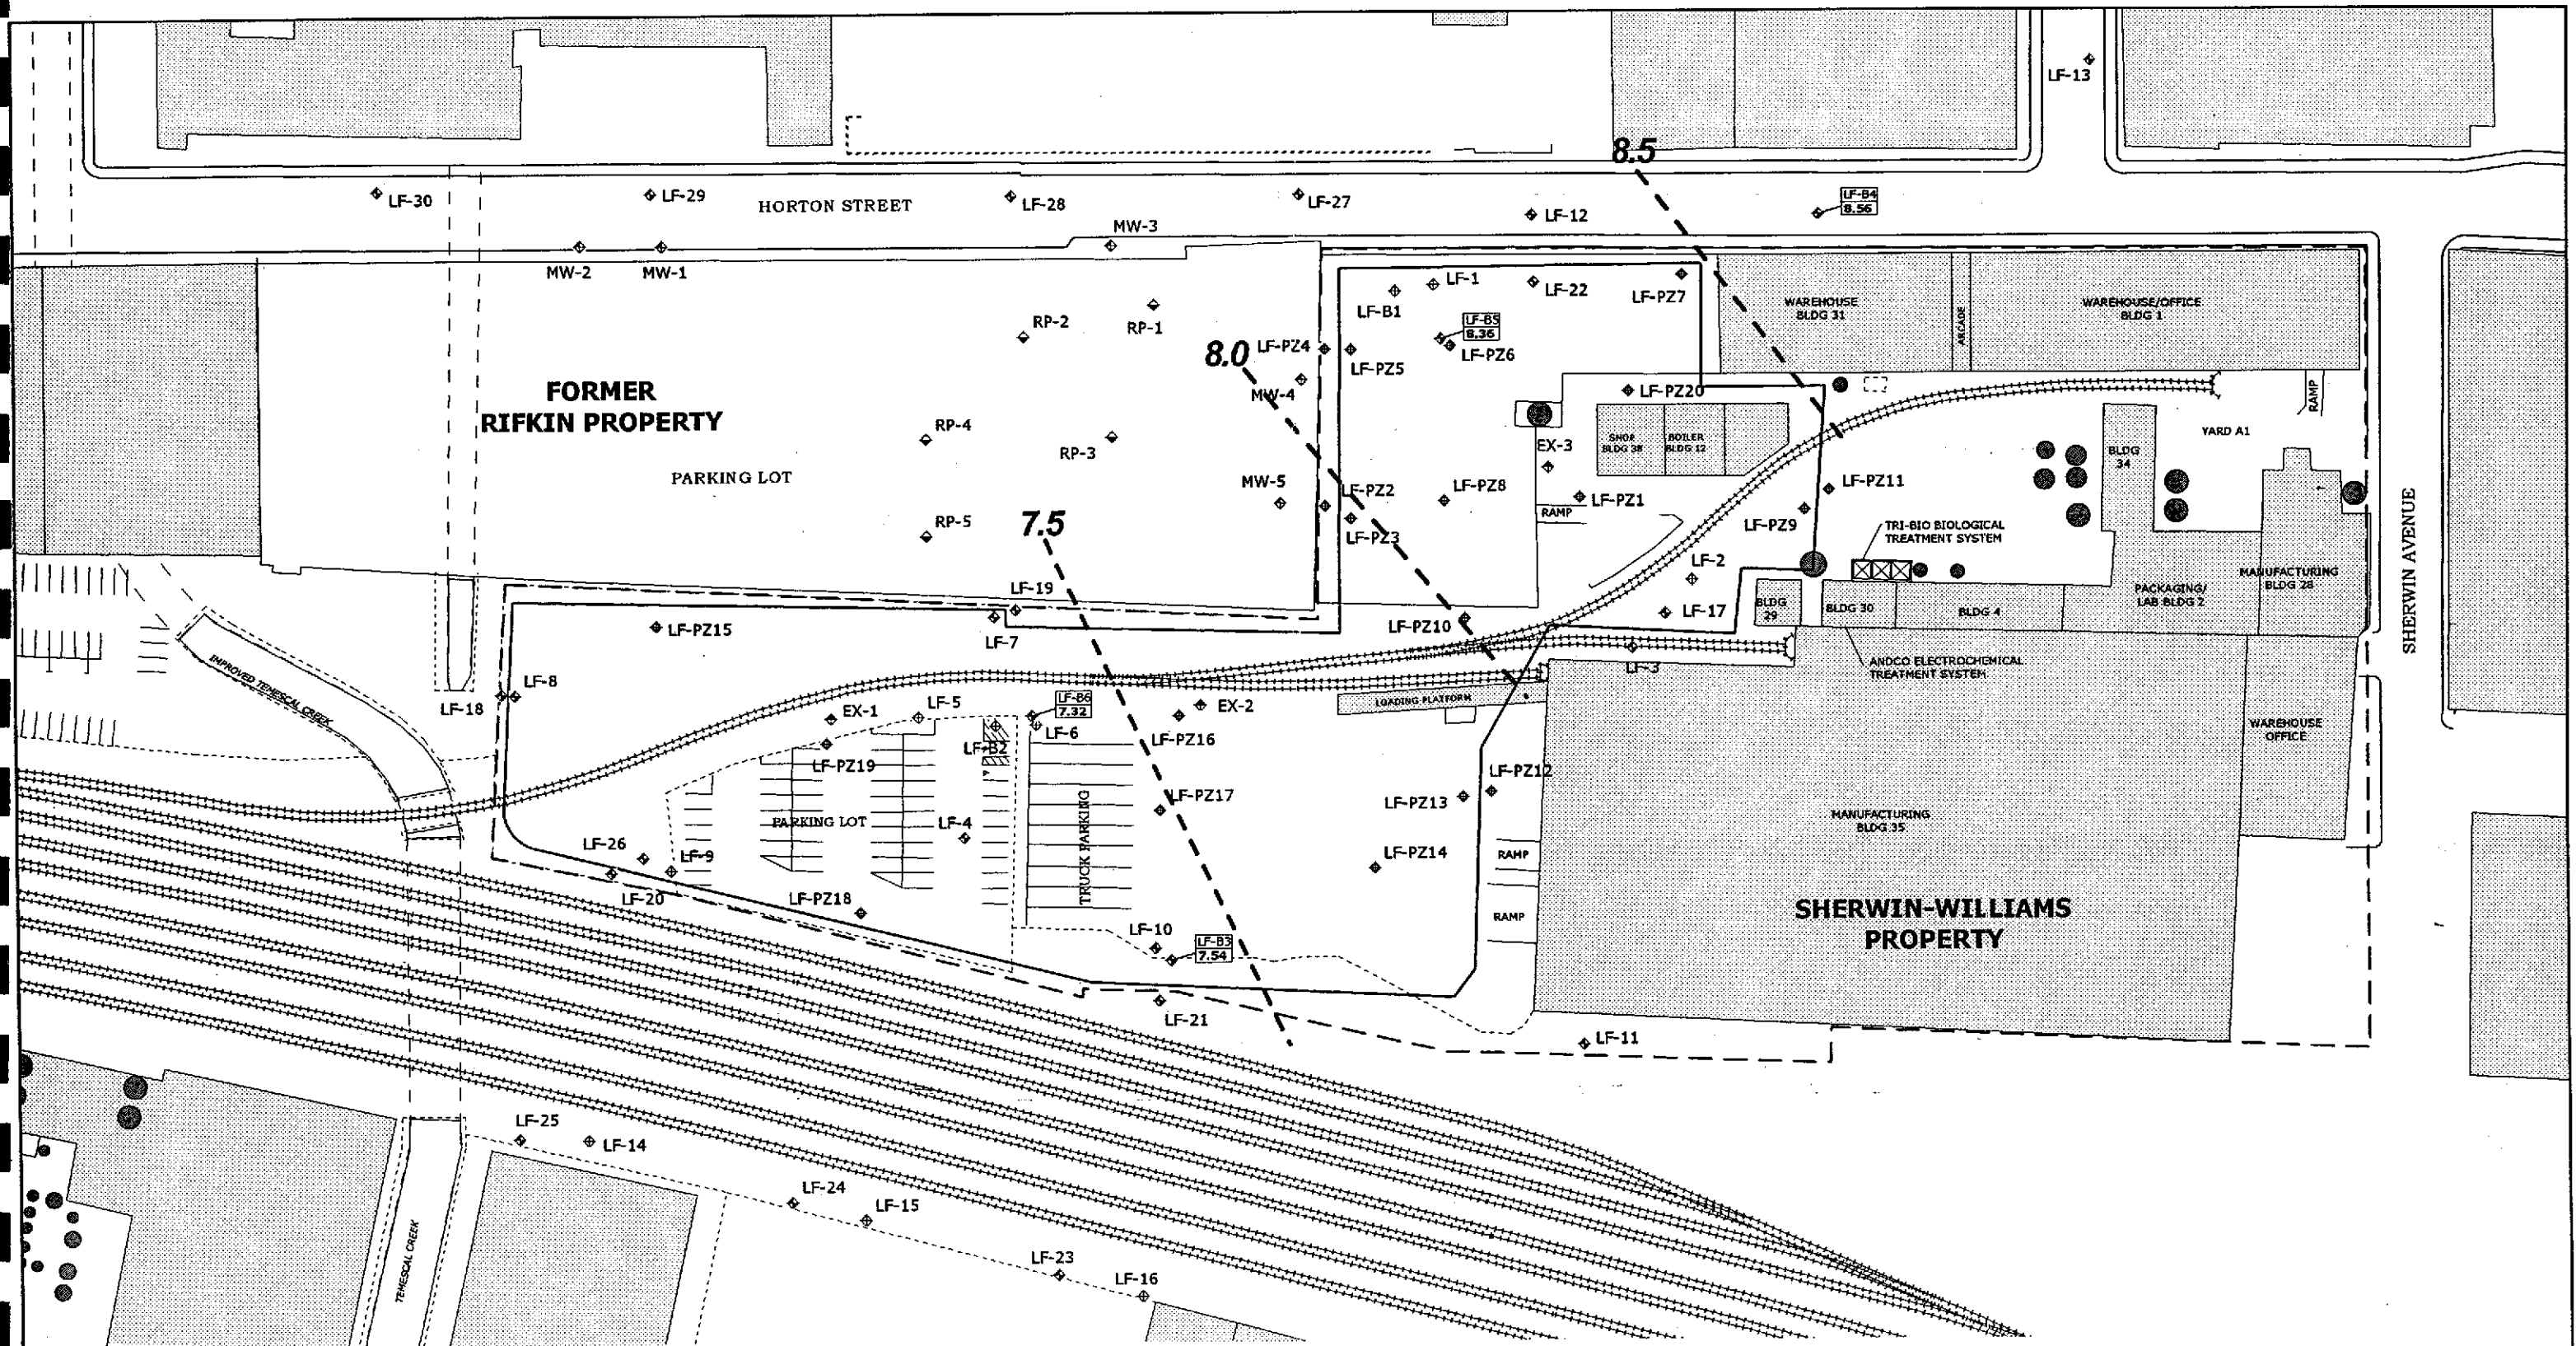 LF-13
8.5
LF-30
LF-29
HORTON STREET
LF-28
LF-27
LF-12
LF-B4
8.56
MW-3
MW-2
MW-1
LF-1
LF-22
LF-PZ7
LF-B1
WAREHOUSE
BLDG 31
ARCADE
WAREHOUSE/OFFICE
BLDG 1
RP-2
RP-1
LF-B5
8.36
8.0
LF-PZ4
LF-PZ6
LF-PZ5
FORMER
RIFKIN PROPERTY
MW-4
LF-PZ20
RAMP
RP-4
RP-3
SHOP
BLDG 38
BOILER
BLDG 12
EX-3
YARD A1
BLDG
34
PARKING LOT
MW-5
LF-PZ2
LF-PZ8
LF-PZ1
LF-PZ11
RAMP
LF-PZ9
RP-5
7.5
LF-PZ3
TRI-BIO BIOLOGICAL
TREATMENT SYSTEM
SHERWIN AVENUE
LF-2
MANUFACTURING
BLDG 28
PACKAGING/
LAB BLDG 2
LF-19
LF-17
BLDG
29
BLDG 30
BLDG 4
LF-PZ15
LF-7
LF-PZ10
IMPROVED TEMESCAL CREEK
LF-3
ANDCO ELECTROCHEMICAL
TREATMENT SYSTEM
LF-8
LF-18
LOADING PLATFORM
LF-B6
7.32
EX-1
LF-5
EX-2
LF-6
LF-B2
LF-PZ16
WAREHOUSE
OFFICE
LF-PZ19
LF-PZ12
LF-PZ17
LF-PZ13
PARKING LOT
LF-4
TRUCK PARKING
MANUFACTURING
BLDG 35
LF-26
LF-9
LF-PZ14
RAMP
LF-20
LF-PZ18
RAMP
SHERWIN-WILLIAMS
PROPERTY
LF-10
LF-B3
7.54
LF-21
LF-11
LF-25
LF-14
LF-24
LF-15
TEMESCAL CREEK
LF-23
LF-16